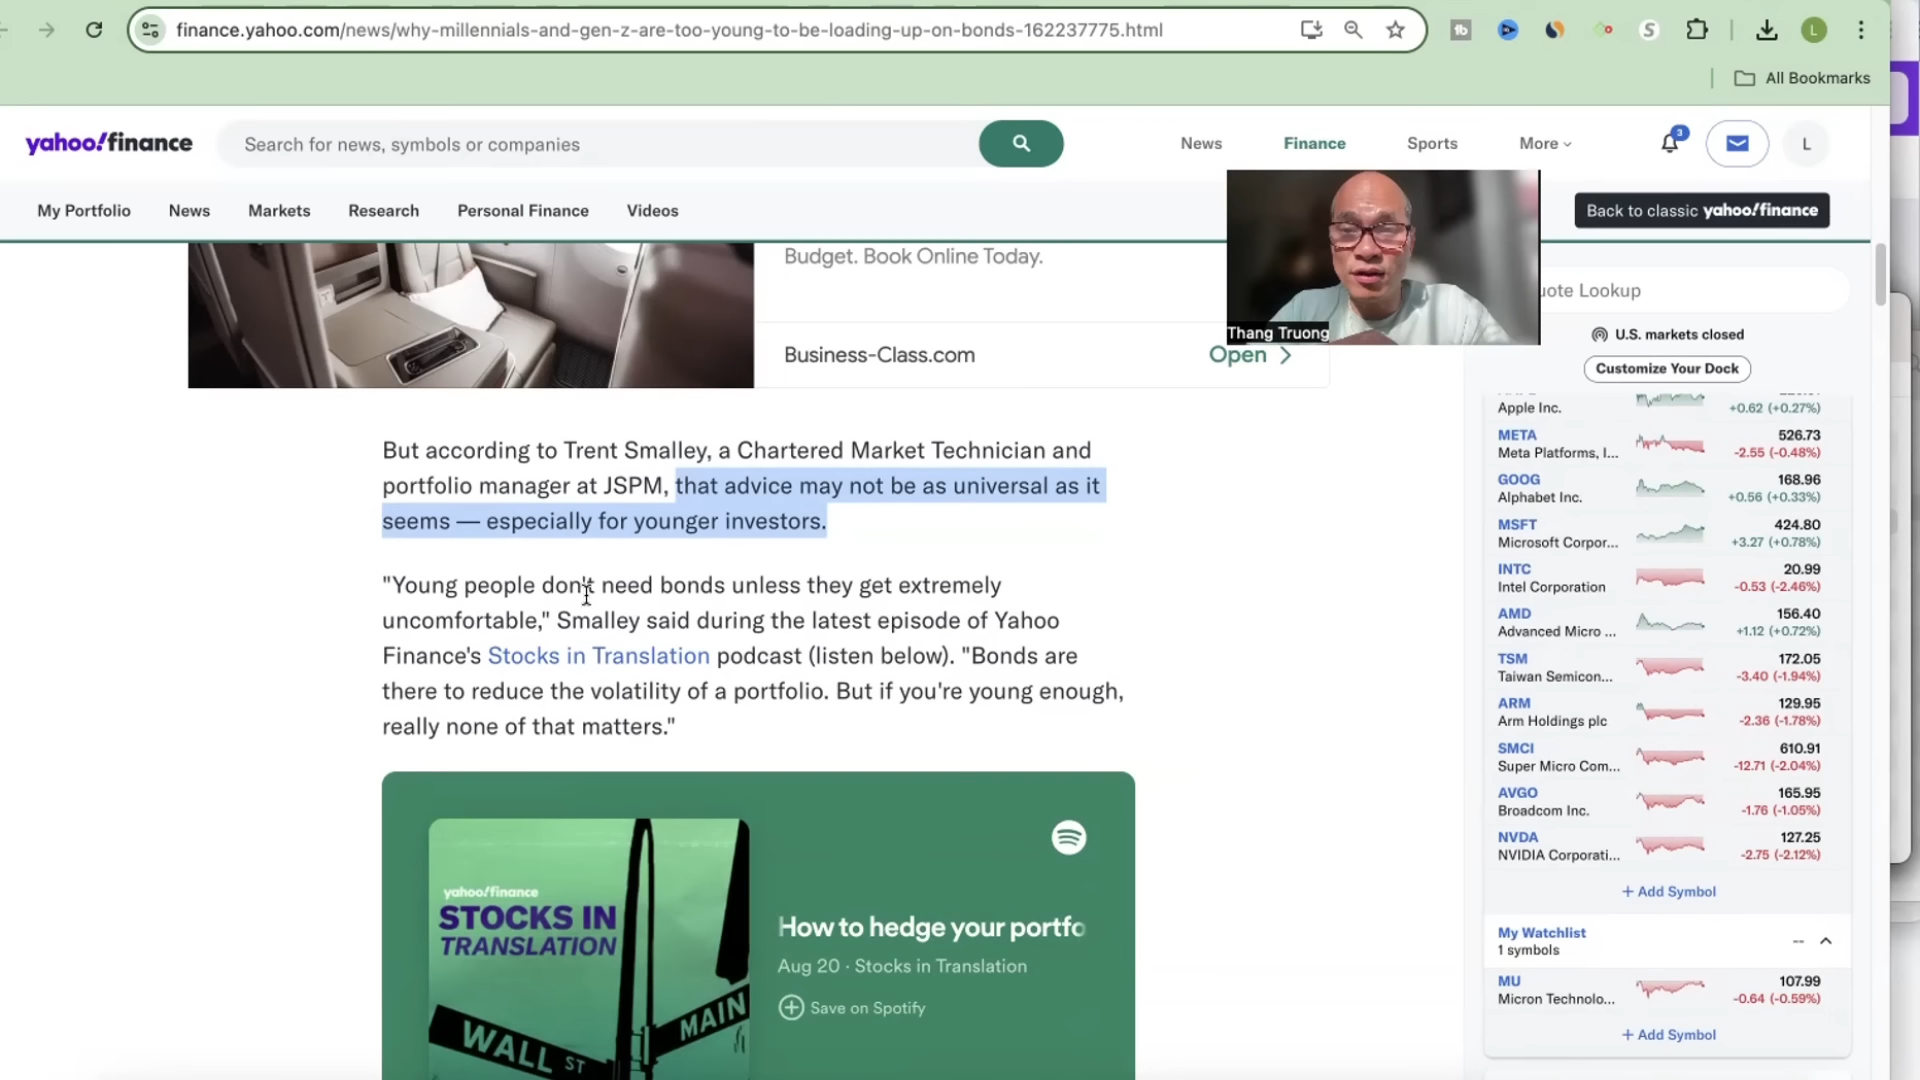 finance.yahoo.com/news/why-millennials-and-gen-z-are-too-young-to-be-loading-up-on-bonds-162237775.html
tb
S
L
All Bookmarks
yahoo!finance
Search for news, symbols or companies
News
Finance
Sports
More
3
L
My Portfolio
News
Markets
Research
Personal Finance
Videos
Back to classic yahoo!finance
Budget. Book Online Today.
Business-Class.com
Open
Thang Truong
uote Lookup
U.S. markets closed
Customize Your Dock
But according to Trent Smalley, a Chartered Market Technician and
portfolio manager at JSPM, that advice may not be as universal as it
seems — especially for younger investors.
"Young people don't need bonds unless they get extremely
uncomfortable," Smalley said during the latest episode of Yahoo
Finance's Stocks in Translation podcast (listen below). "Bonds are
there to reduce the volatility of a portfolio. But if you're young enough,
really none of that matters."
yahoo!finance
STOCKS IN
TRANSLATION
WALL ST
MAIN
How to hedge your portfo
Aug 20 · Stocks in Translation
Save on Spotify
Apple Inc. +0.62 (+0.27%)
META 526.73
Meta Platforms, I... -2.55 (-0.48%)
GOOG 168.96
Alphabet Inc. +0.56 (+0.33%)
MSFT 424.80
Microsoft Corpor... +3.27 (+0.78%)
INTC 20.99
Intel Corporation -0.53 (-2.46%)
AMD 156.40
Advanced Micro ... +1.12 (+0.72%)
TSM 172.05
Taiwan Semicon... -3.40 (-1.94%)
ARM 129.95
Arm Holdings plc -2.36 (-1.78%)
SMCI 610.91
Super Micro Com... -12.71 (-2.04%)
AVGO 165.95
Broadcom Inc. -1.76 (-1.05%)
NVDA 127.25
NVIDIA Corporati... -2.75 (-2.12%)
+ Add Symbol
My Watchlist --
1 symbols
MU 107.99
Micron Technolo... -0.64 (-0.59%)
+ Add Symbol